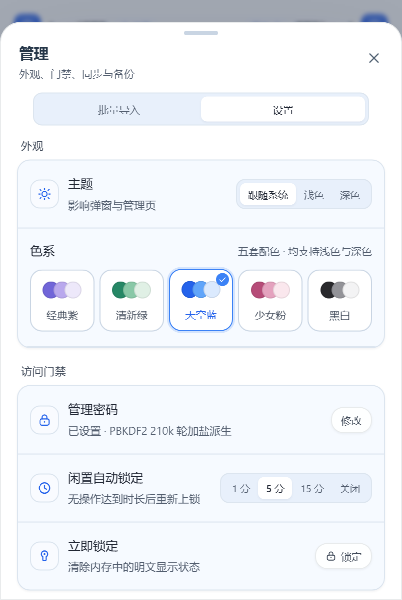 管理
外观、门禁、同步与备份
批量导入
设置
外观
主题
影响弹窗与管理页
跟随系统
浅色
深色
色系
五套配色 · 均支持浅色与深色
经典紫
清新绿
天空蓝
少女粉
黑白
访问门禁
管理密码
已设置 · PBKDF2 210k 轮加盐派生
修改
闲置自动锁定
无操作达到时长后重新上锁
1 分
5 分
15 分
关闭
立即锁定
清除内存中的明文显示状态
锁定